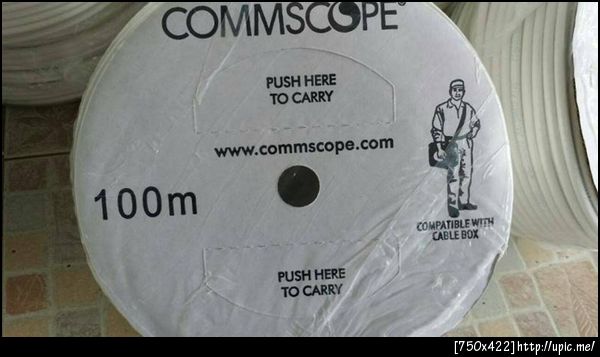 COMMSCOPE®
PUSH HERE
TO CARRY
www.commscope.com
100m
COMPATIBLE WITH
CABLE BOX
PUSH HERE
TO CARRY
[750x422]http://upic.me/